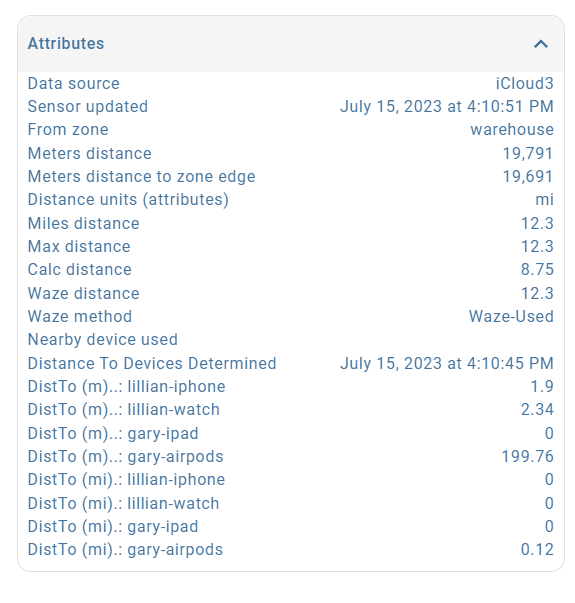 Attributes
Data source iCloud3
Sensor updated July 15, 2023 at 4:10:51 PM
From zone warehouse
Meters distance 19,791
Meters distance to zone edge 19,691
Distance units (attributes) mi
Miles distance 12.3
Max distance 12.3
Calc distance 8.75
Waze distance 12.3
Waze method Waze-Used
Nearby device used
Distance To Devices Determined July 15, 2023 at 4:10:45 PM
DistTo (m)..: lillian-iphone 1.9
DistTo (m)..: lillian-watch 2.34
DistTo (m)..: gary-ipad 0
DistTo (m)..: gary-airpods 199.76
DistTo (mi).: lillian-iphone 0
DistTo (mi).: lillian-watch 0
DistTo (mi).: gary-ipad 0
DistTo (mi).: gary-airpods 0.12